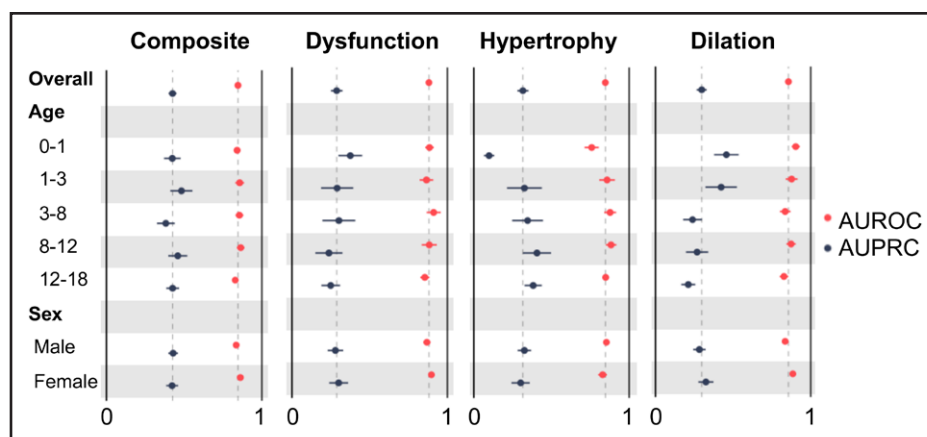 Composite Dysfunction Hypertrophy Dilation
Overall
Age
0-1
1-3
3-8
8-12
12-18
Sex
Male
Female
AUROC
AUPRC
0 1 0 1 0 1 0 1